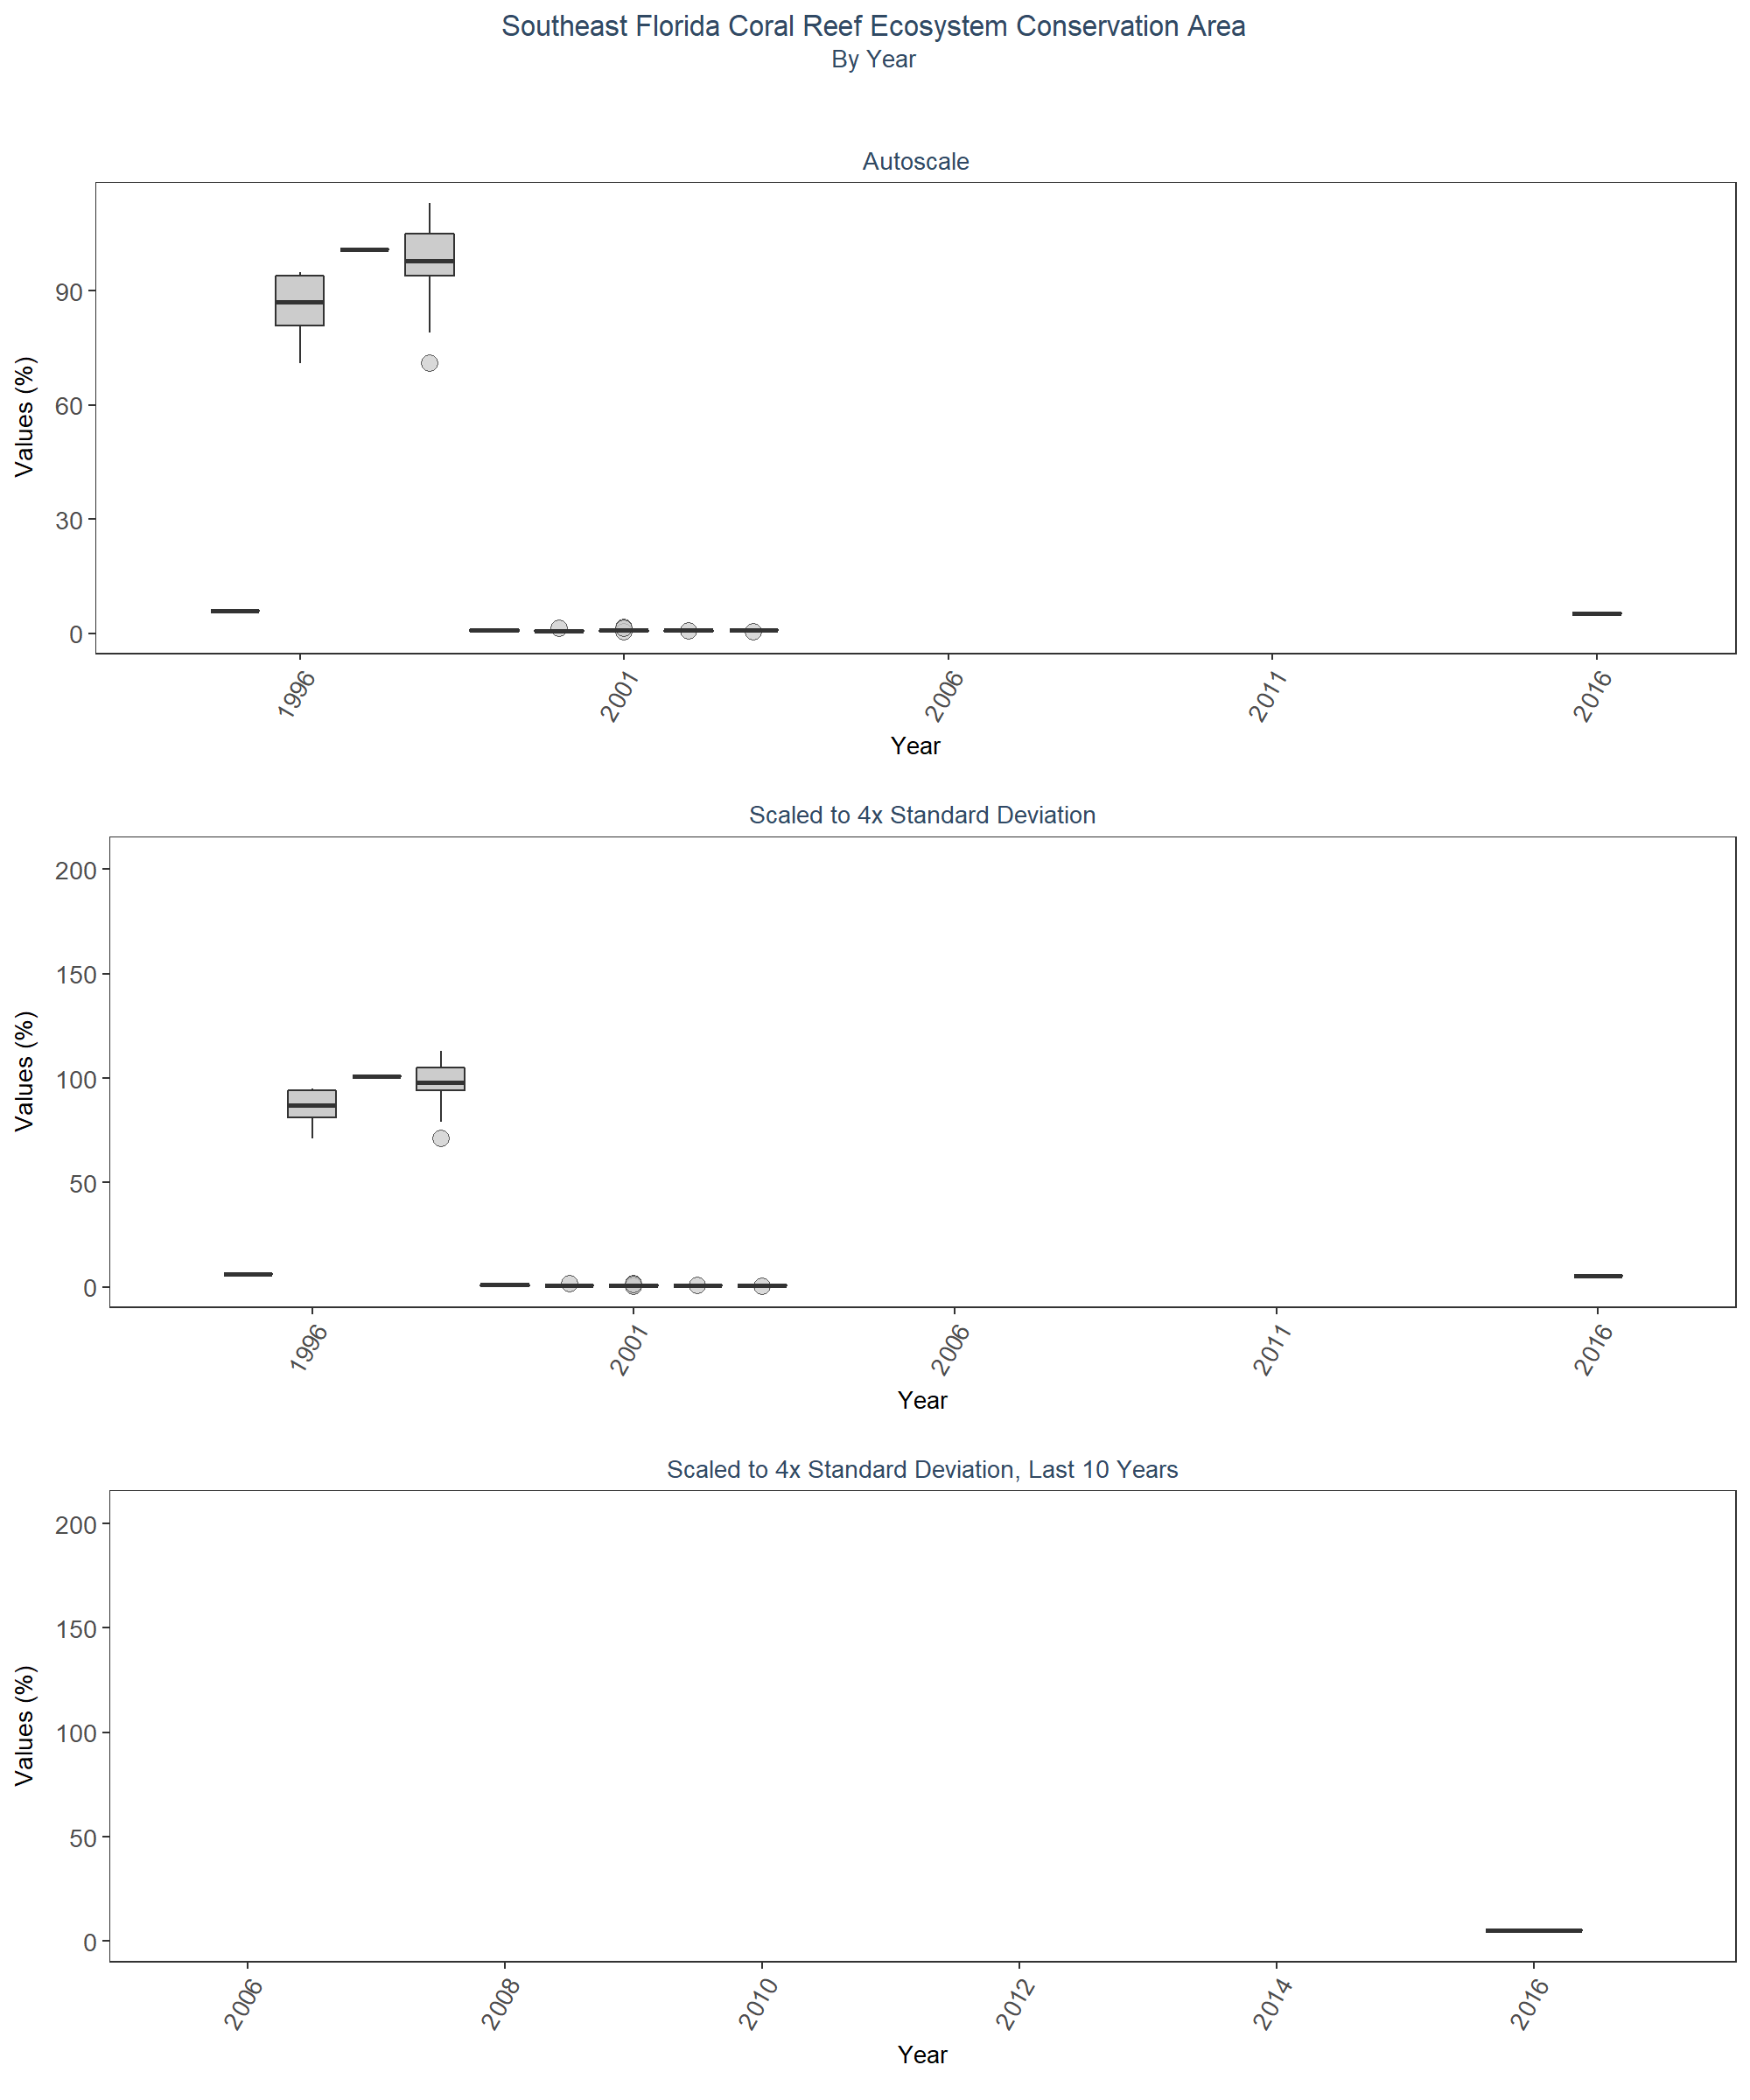 Southeast Florida Coral Reef Ecosystem Conservation Area
By Year
Autoscale
Values (%)
90
60
30
0
1996
2001
2006
2011
2016
Year
Scaled to 4x Standard Deviation
Values (%)
200
150
100
50
0
1996
2001
2006
2011
2016
Year
Scaled to 4x Standard Deviation, Last 10 Years
Values (%)
200
150
100
50
0
2006
2008
2010
2012
2014
2016
Year